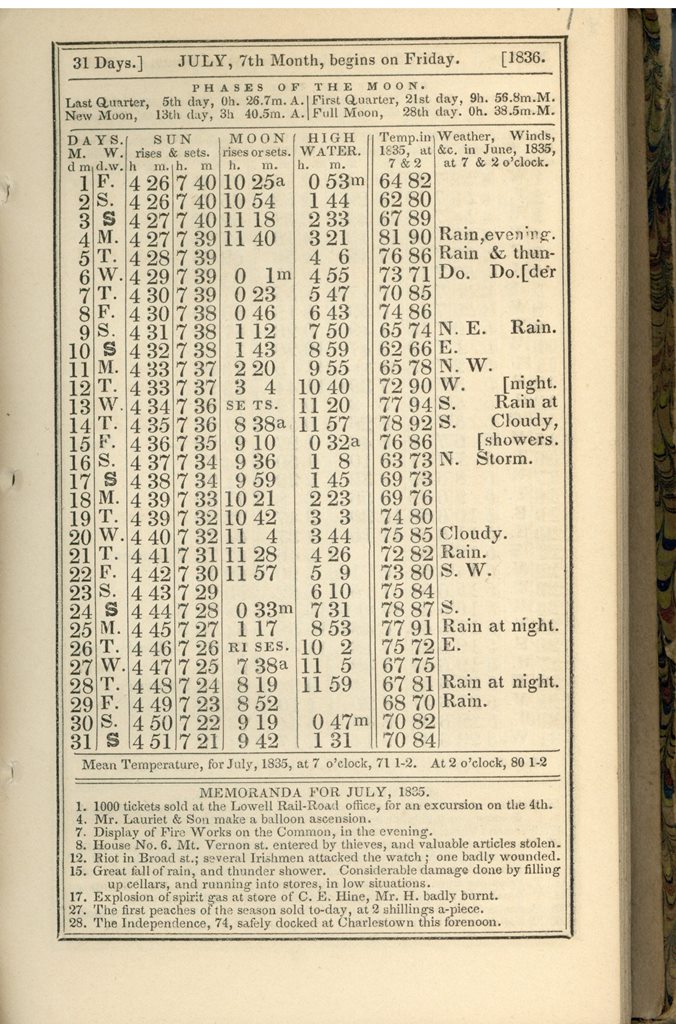 31 Days.] JULY, 7th Month, begins on Friday. [1836.
PHASES OF THE MOON.
Last Quarter, 5th day, 0h. 26.7m. A. First Quarter, 21st day, 9h. 56.8m.M.
New Moon, 13th day, 3h 40.5m. A. Full Moon, 28th day. 0h. 38.5m.M.
DAYS. SUN MOON HIGH Temp.in Weather, Winds,
M. W. rises & sets. rises or sets. WATER. 1835, at &c. in June, 1835,
d m d.w. h m. h. m h. m. h. m. 7 & 2 at 7 & 2 o'clock.
1 F. 4 26 7 40 10 25a 0 53m 64 82
2 S. 4 26 7 40 10 54 1 44 62 80
3 S 4 27 7 40 11 18 2 33 67 89
4 M. 4 27 7 39 11 40 3 21 81 90 Rain, evening.
5 T. 4 28 7 39 4 6 76 86 Rain & thun-
6 W. 4 29 7 39 0 1m 4 55 73 71 Do. Do. [der
7 T. 4 30 7 39 0 23 5 47 70 85
8 F. 4 30 7 38 0 46 6 43 74 86
9 S. 4 31 7 38 1 12 7 50 65 74 N. E. Rain.
10 S 4 32 7 38 1 43 8 59 62 66 E.
11 M. 4 33 7 37 2 20 9 55 65 78 N. W.
12 T. 4 33 7 37 3 4 10 40 72 90 W. [night.
13 W. 4 34 7 36 SETS. 11 20 77 94 S. Rain at
14 T. 4 35 7 36 8 38a 11 57 78 92 S. Cloudy,
15 F. 4 36 7 35 9 10 0 32a 76 86 [showers.
16 S. 4 37 7 34 9 36 1 8 63 73 N. Storm.
17 S 4 38 7 34 9 59 1 45 69 73
18 M. 4 39 7 33 10 21 2 23 69 76
19 T. 4 39 7 32 10 42 3 3 74 80
20 W. 4 40 7 32 11 4 3 44 75 85 Cloudy.
21 T. 4 41 7 31 11 28 4 26 72 82 Rain.
22 F. 4 42 7 30 11 57 5 9 73 80 S. W.
23 S. 4 43 7 29 6 10 75 84
24 S 4 44 7 28 0 33m 7 31 78 87 S.
25 M. 4 45 7 27 1 17 8 53 77 91 Rain at night.
26 T. 4 46 7 26 RISES. 10 2 75 72 E.
27 W. 4 47 7 25 7 38a 11 5 67 75
28 T. 4 48 7 24 8 19 11 59 67 81 Rain at night.
29 F. 4 49 7 23 8 52 68 70 Rain.
30 S. 4 50 7 22 9 19 0 47m 70 82
31 S 4 51 7 21 9 42 1 31 70 84
Mean Temperature, for July, 1835, at 7 o'clock, 71 1-2. At 2 o'clock, 80 1-2
MEMORANDA FOR JULY, 1835.
1. 1000 tickets sold at the Lowell Rail-Road office, for an excursion on the 4th.
4. Mr. Lauriet & Son make a balloon ascension.
7. Display of Fire Works on the Common, in the evening.
8. House No. 6. Mt. Vernon st. entered by thieves, and valuable articles stolen.
12. Riot in Broad st.; several Irishmen attacked the watch; one badly wounded.
15. Great fall of rain, and thunder shower. Considerable damage done by filling
up cellars, and running into stores, in low situations.
17. Explosion of spirit gas at store of C. E. Hine, Mr. H. badly burnt.
27. The first peaches of the season sold to-day, at 2 shillings a-piece.
28. The Independence, 74, safely docked at Charlestown this forenoon.